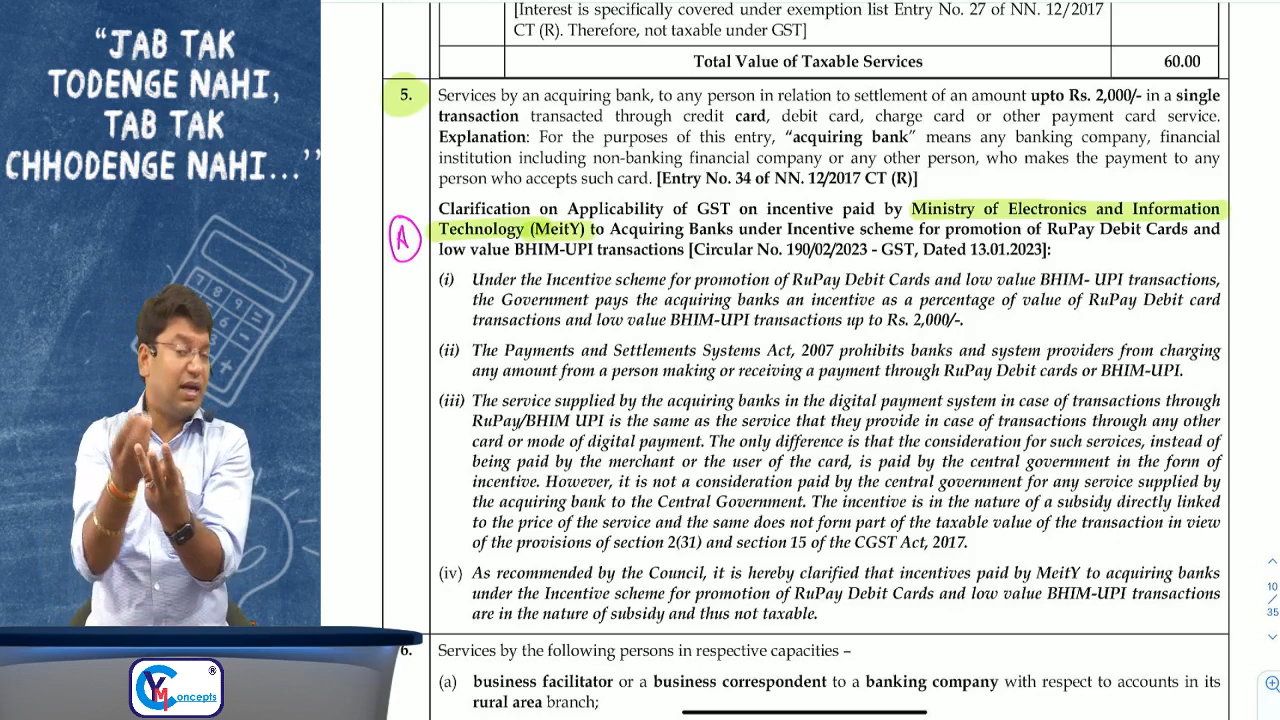 “JAB TAK
TODENGE NAHI,
TAB TAK
CHHODENGE NAHI...’’
[Interest is specifically covered under exemption list Entry No. 27 of NN. 12/2017
CT (R). Therefore, not taxable under GST]
Total Value of Taxable Services 60.00
5. Services by an acquiring bank, to any person in relation to settlement of an amount upto Rs. 2,000/- in a single
transaction transacted through credit card, debit card, charge card or other payment card service.
Explanation: For the purposes of this entry, “acquiring bank” means any banking company, financial
institution including non-banking financial company or any other person, who makes the payment to any
person who accepts such card. [Entry No. 34 of NN. 12/2017 CT (R)]
Clarification on Applicability of GST on incentive paid by Ministry of Electronics and Information
A Technology (MeitY) to Acquiring Banks under Incentive scheme for promotion of RuPay Debit Cards and
low value BHIM-UPI transactions [Circular No. 190/02/2023 - GST, Dated 13.01.2023]:
(i) Under the Incentive scheme for promotion of RuPay Debit Cards and low value BHIM- UPI transactions,
the Government pays the acquiring banks an incentive as a percentage of value of RuPay Debit card
transactions and low value BHIM-UPI transactions up to Rs. 2,000/-.
(ii) The Payments and Settlements Systems Act, 2007 prohibits banks and system providers from charging
any amount from a person making or receiving a payment through RuPay Debit cards or BHIM-UPI.
(iii) The service supplied by the acquiring banks in the digital payment system in case of transactions through
RuPay/BHIM UPI is the same as the service that they provide in case of transactions through any other
card or mode of digital payment. The only difference is that the consideration for such services, instead of
being paid by the merchant or the user of the card, is paid by the central government in the form of
incentive. However, it is not a consideration paid by the central government for any service supplied by
the acquiring bank to the Central Government. The incentive is in the nature of a subsidy directly linked
to the price of the service and the same does not form part of the taxable value of the transaction in view
of the provisions of section 2(31) and section 15 of the CGST Act, 2017.
(iv) As recommended by the Council, it is hereby clarified that incentives paid by MeitY to acquiring banks
under the Incentive scheme for promotion of RuPay Debit Cards and low value BHIM-UPI transactions
are in the nature of subsidy and thus not taxable.
6. Services by the following persons in respective capacities –
(a) business facilitator or a business correspondent to a banking company with respect to accounts in its
rural area branch;
10
/
35
YM Concepts ®